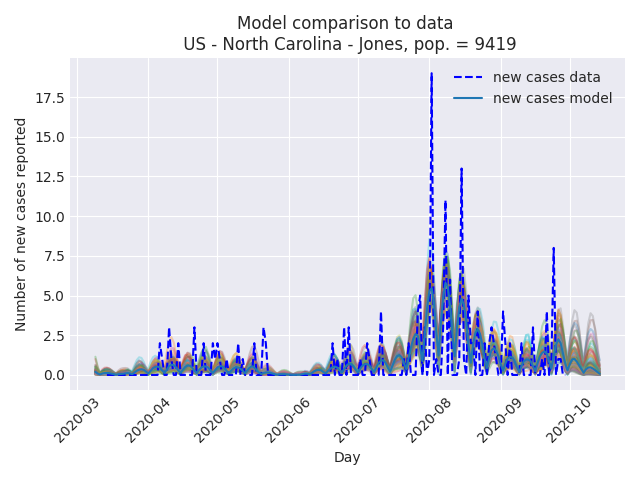 Model comparison to data
US - North Carolina - Jones, pop. = 9419
new cases data
new cases model
Number of new cases reported
17.5
15.0
12.5
10.0
7.5
5.0
2.5
0.0
2020-03
2020-04
2020-05
2020-06
2020-07
2020-08
2020-09
2020-10
Day